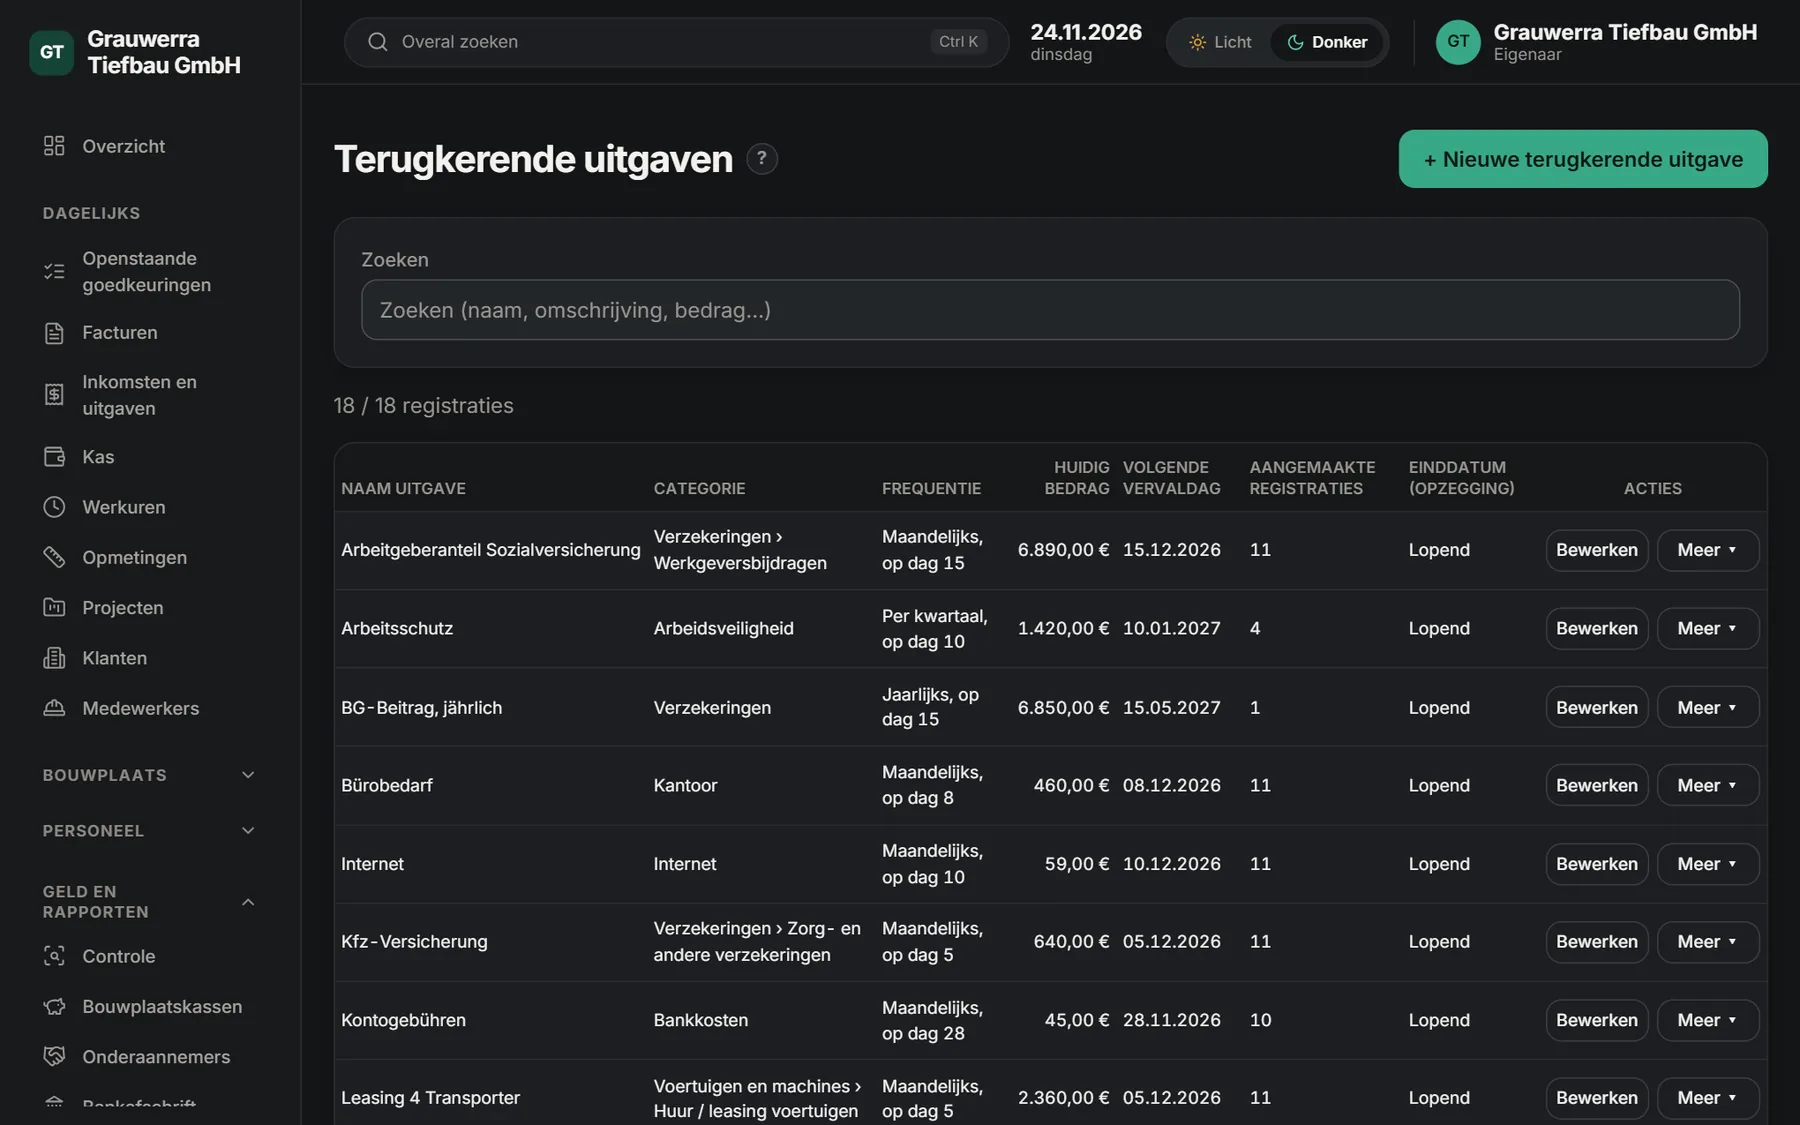 GT
Grauwerra
Tiefbau GmbH
Overal zoeken
Ctrl K
24.11.2026
dinsdag
Licht
Donker
GT
Grauwerra Tiefbau GmbH
Eigenaar
Overzicht
DAGELIJKS
Openstaande
goedkeuringen
Facturen
Inkomsten en
uitgaven
Kas
Werkuren
Opmetingen
Projecten
Klanten
Medewerkers
BOUWPLAATS
PERSONEEL
GELD EN
RAPPORTEN
Controle
Bouwplaatskassen
Onderaannemers
Terugkerende uitgaven ?
+ Nieuwe terugkerende uitgave
Zoeken
Zoeken (naam, omschrijving, bedrag...)
18 / 18 registraties
NAAM UITGAVE
CATEGORIE
FREQUENTIE
HUIDIG
BEDRAG
VOLGENDE
VERVALDAG
AANGEMAAKTE
REGISTRATIES
EINDDATUM
(OPZEGGING)
ACTIES
Arbeitgeberanteil Sozialversicherung
Verzekeringen ›
Werkgeversbijdragen
Maandelijks,
op dag 15
6.890,00 € 15.12.2026 11 Lopend Bewerken Meer ▾
Arbeitsschutz
Arbeidsveiligheid
Per kwartaal,
op dag 10
1.420,00 € 10.01.2027 4 Lopend Bewerken Meer ▾
BG-Beitrag, jährlich
Verzekeringen
Jaarlijks, op
dag 15
6.850,00 € 15.05.2027 1 Lopend Bewerken Meer ▾
Bürobedarf
Kantoor
Maandelijks,
op dag 8
460,00 € 08.12.2026 11 Lopend Bewerken Meer ▾
Internet
Internet
Maandelijks,
op dag 10
59,00 € 10.12.2026 11 Lopend Bewerken Meer ▾
Kfz-Versicherung
Verzekeringen › Zorg- en
andere verzekeringen
Maandelijks,
op dag 5
640,00 € 05.12.2026 11 Lopend Bewerken Meer ▾
Kontogebühren
Bankkosten
Maandelijks,
op dag 28
45,00 € 28.11.2026 10 Lopend Bewerken Meer ▾
Leasing 4 Transporter
Voertuigen en machines ›
Huur / leasing voertuigen
Maandelijks,
op dag 5
2.360,00 € 05.12.2026 11 Lopend Bewerken Meer ▾